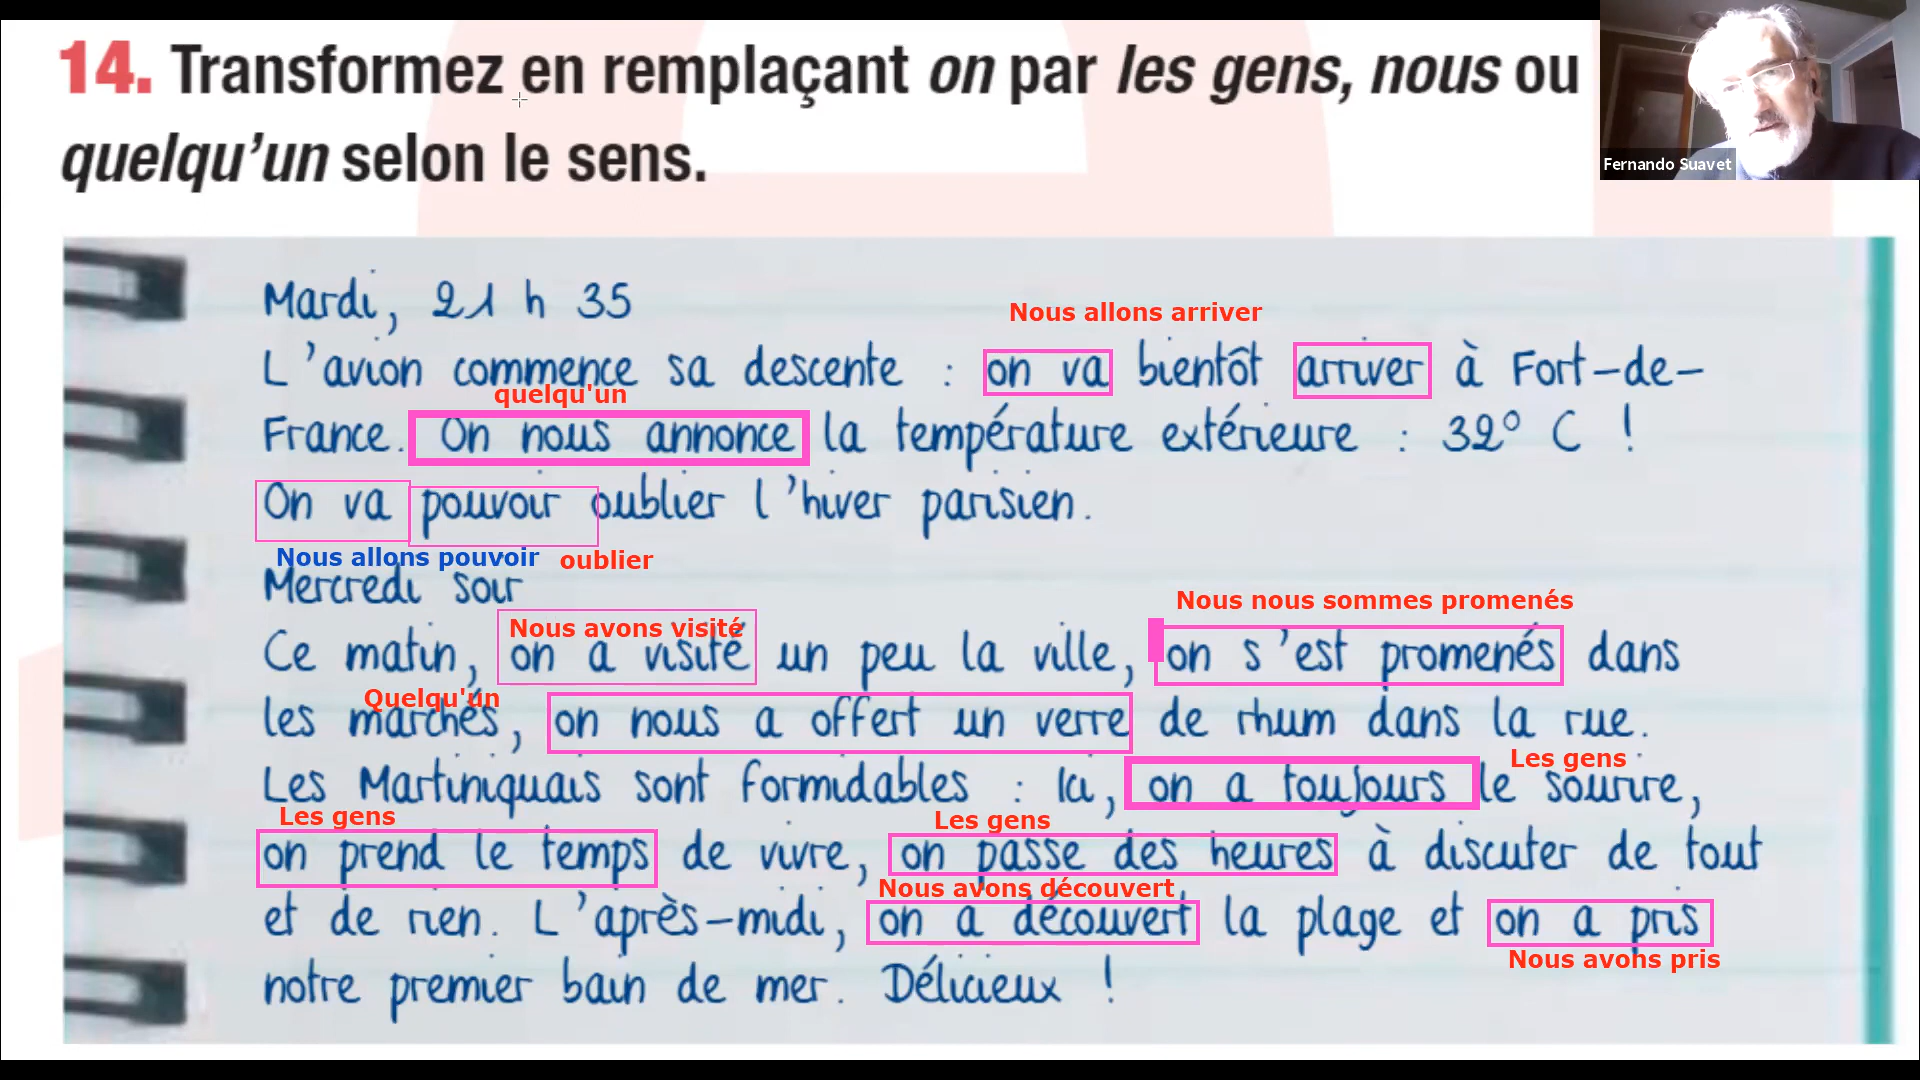 14. Transformez en remplaçant on par les gens, nous ou
quelqu'un selon le sens.
Fernando Suavet
Mardi, 21 h 35
Nous allons arriver
L'avion commence sa descente : on va bientôt arriver à Fort-de-
quelqu'un
France. On nous annonce la température extérieure : 32° C !
On va pouvoir oublier l'hiver parisien.
Nous allons pouvoir oublier
Mercredi soir
Nous nous sommes promenés
Nous avons visité
Ce matin, on a visité un peu la ville, on s'est promenés dans
Quelqu'un
les marchés, on nous a offert un verre de rhum dans la rue.
Les gens
Les Martiniquais sont formidables : Ici, on a toujours le sourire,
Les gens Les gens
on prend le temps de vivre, on passe des heures à discuter de tout
Nous avons découvert
et de rien. L'après-midi, on a découvert la plage et on a pris
Nous avons pris
notre premier bain de mer. Délicieux !